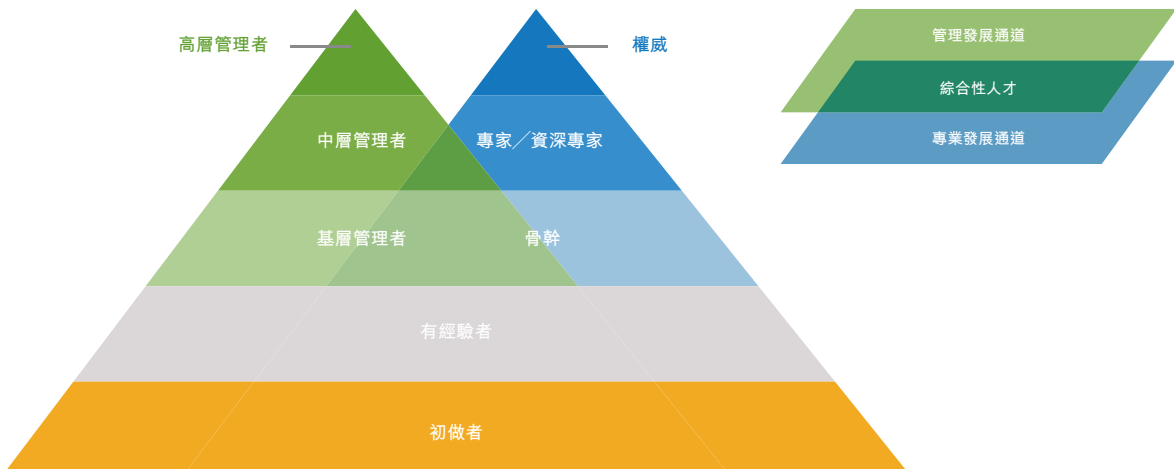 高層管理者
權威
管理發展通道
綜合性人才
專業發展通道
中層管理者
專家／資深專家
基層管理者
骨幹
有經驗者
初做者